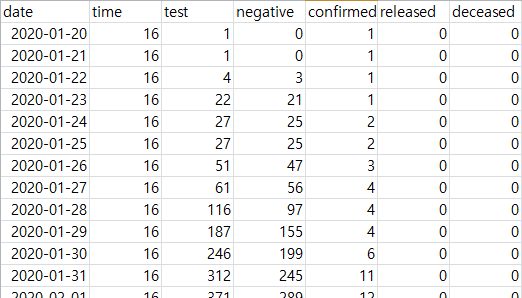 date time test negative confirmed released deceased
2020-01-20 16 1 0 1 0 0
2020-01-21 16 1 0 1 0 0
2020-01-22 16 4 3 1 0 0
2020-01-23 16 22 21 1 0 0
2020-01-24 16 27 25 2 0 0
2020-01-25 16 27 25 2 0 0
2020-01-26 16 51 47 3 0 0
2020-01-27 16 61 56 4 0 0
2020-01-28 16 116 97 4 0 0
2020-01-29 16 187 155 4 0 0
2020-01-30 16 246 199 6 0 0
2020-01-31 16 312 245 11 0 0
2020-02-01 16 371 289 12 0 0